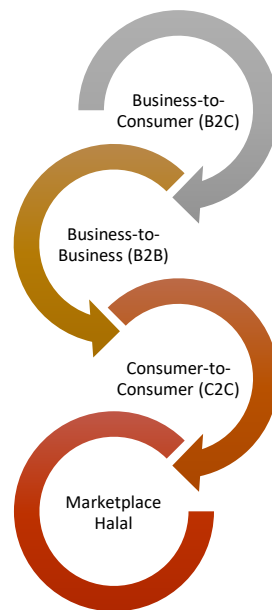 Business-to-
Consumer (B2C)
Business-to-
Business (B2B)
Consumer-to-
Consumer (C2C)
Marketplace
Halal